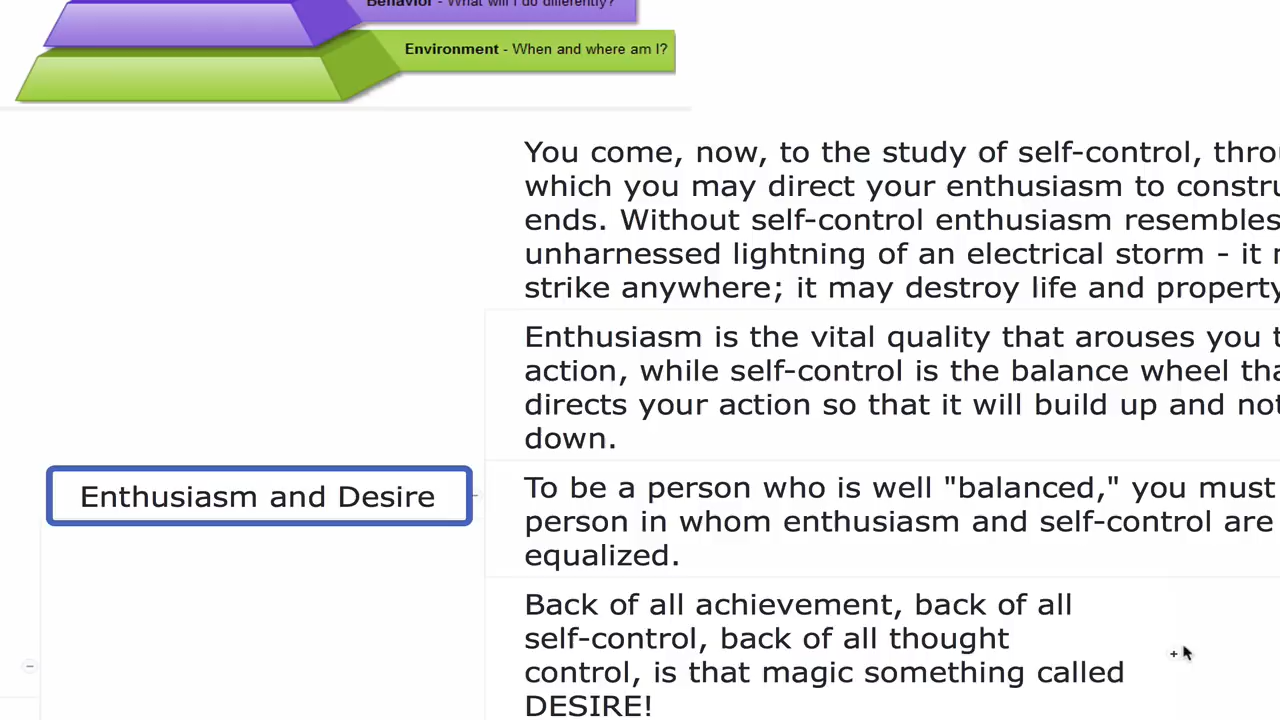 Behavior - What will I do differently?
Environment - When and where am I?
You come, now, to the study of self-control,
which you may direct your enthusiasm to
ends. Without self-control enthusiasm resembles
unharnessed lightning of an electrical storm - it
strike anywhere; it may destroy life and property
Enthusiasm is the vital quality that arouses you
action, while self-control is the balance wheel
directs your action so that it will build up and not
down.
Enthusiasm and Desire
To be a person who is well "balanced," you must
person in whom enthusiasm and self-control are
equalized.
Back of all achievement, back of all
self-control, back of all thought
control, is that magic something called
DESIRE!